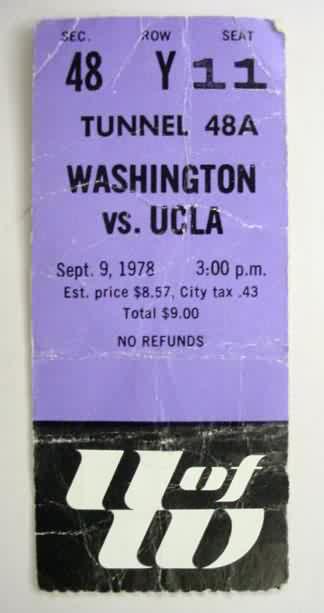 SEC. ROW SEAT
48 Y 11
TUNNEL 48A
WASHINGTON
vs. UCLA
Sept. 9, 1978 3:00 p.m.
Est. price $8.57, City tax .43
Total $9.00
NO REFUNDS
U of
W